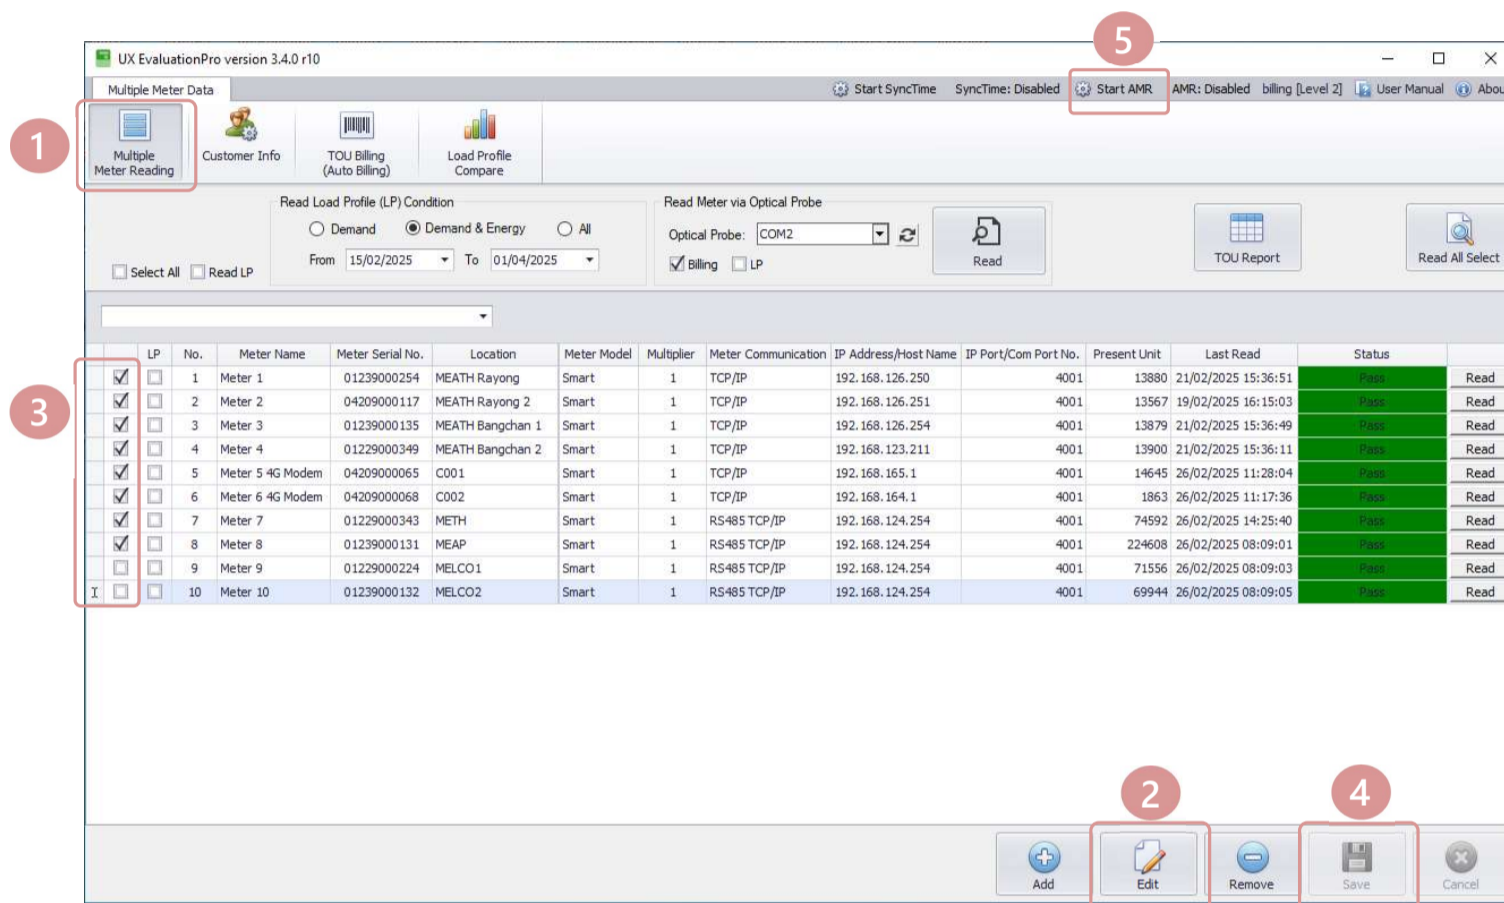 5
UX EvaluationPro version 3.4.0 r10
Multiple Meter Data
Start SyncTime SyncTime: Disabled Start AMR AMR: Disabled billing [Level 2] User Manual Abou
1
Multiple
Meter Reading
Customer Info
TOU Billing
(Auto Billing)
Load Profile
Compare
Read Load Profile (LP) Condition
Demand Demand & Energy All
From 15/02/2025 To 01/04/2025
Select All Read LP
Read Meter via Optical Probe
Optical Probe: COM2
Billing LP
Read
TOU Report
Read All Select
LP No. Meter Name Meter Serial No. Location Meter Model Multiplier Meter Communication IP Address/Host Name IP Port/Com Port No. Present Unit Last Read Status
3
1 Meter 1 01239000254 MEATH Rayong Smart 1 TCP/IP 192.168.126.250 4001 13880 21/02/2025 15:36:51 Pass Read
2 Meter 2 04209000117 MEATH Rayong 2 Smart 1 TCP/IP 192.168.126.251 4001 13567 19/02/2025 16:15:03 Pass Read
3 Meter 3 01239000135 MEATH Bangchan 1 Smart 1 TCP/IP 192.168.126.254 4001 13879 21/02/2025 15:36:49 Pass Read
4 Meter 4 01229000349 MEATH Bangchan 2 Smart 1 TCP/IP 192.168.123.211 4001 13900 21/02/2025 15:36:11 Pass Read
5 Meter 5 4G Modem 04209000065 C001 Smart 1 TCP/IP 192.168.165.1 4001 14645 26/02/2025 11:28:04 Pass Read
6 Meter 6 4G Modem 04209000068 C002 Smart 1 TCP/IP 192.168.164.1 4001 1863 26/02/2025 11:17:36 Pass Read
7 Meter 7 01229000343 METH Smart 1 RS485 TCP/IP 192.168.124.254 4001 74592 26/02/2025 14:25:40 Pass Read
8 Meter 8 01239000131 MEAP Smart 1 RS485 TCP/IP 192.168.124.254 4001 224608 26/02/2025 08:09:01 Pass Read
9 Meter 9 01229000224 MELCO1 Smart 1 RS485 TCP/IP 192.168.124.254 4001 71556 26/02/2025 08:09:03 Pass Read
10 Meter 10 01239000132 MELCO2 Smart 1 RS485 TCP/IP 192.168.124.254 4001 69944 26/02/2025 08:09:05 Pass Read
2 4
Add Edit Remove Save Cancel